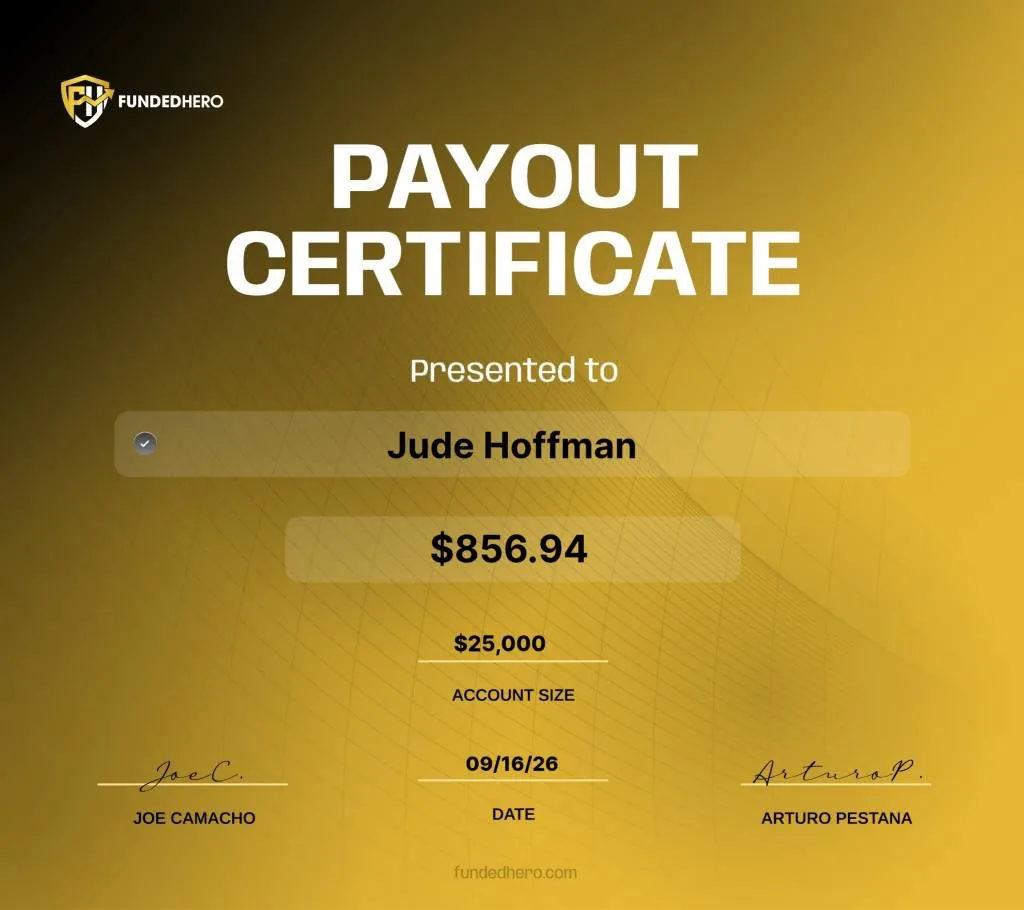 FUNDEDHERO
PAYOUT
CERTIFICATE
Presented to
Jude Hoffman
$856.94
$25,000
ACCOUNT SIZE
JoeC.
JOE CAMACHO
09/16/26
DATE
ArturoP.
ARTURO PESTANA
fundedhero.com